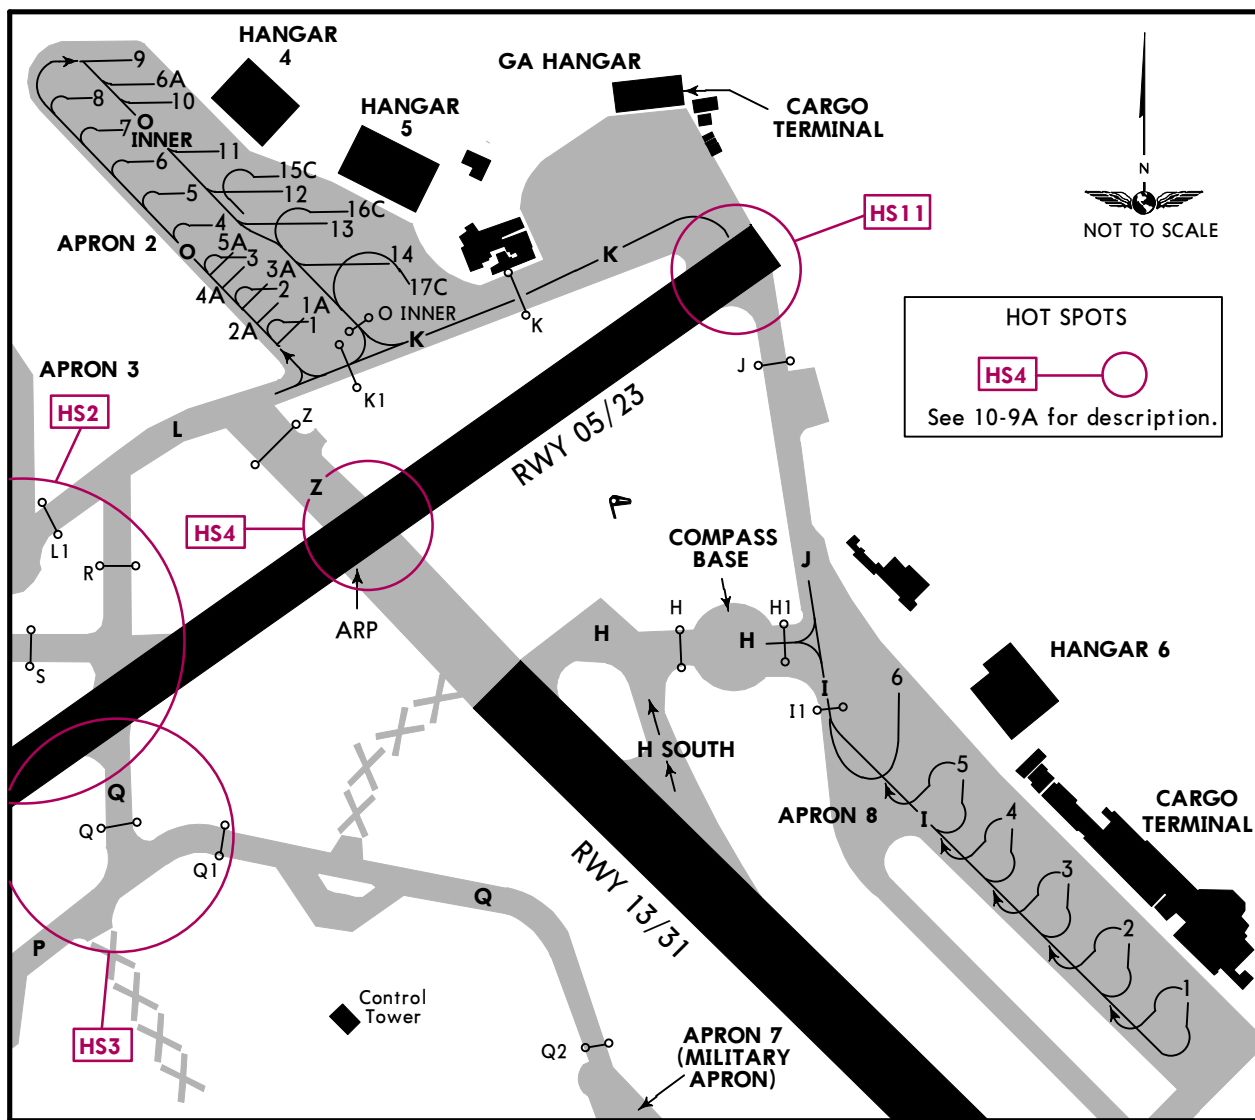 HANGAR
4
GA HANGAR
CARGO
TERMINAL
HANGAR
5
9
6A
10
8
O
INNER
7
11
6
15C
12
5
16C
13
4
APRON 2
O
5A
3
3A
14
4A
2
17C
1A
1
2A
O INNER
K
K
K
K1
HS11
N
NOT TO SCALE
HOT SPOTS
HS4
See 10-9A for description.
J
APRON 3
HS2
L
Z
Z
HS4
RWY 05/23
L1
R
ARP
S
COMPASS
BASE
J
H
H1
H
H
I
I1
6
HANGAR 6
H SOUTH
5
APRON 8
I
4
3
2
1
CARGO
TERMINAL
Q
Q
Q1
Q
RWY 13/31
P
HS3
Control
Tower
Q2
APRON 7
(MILITARY
APRON)